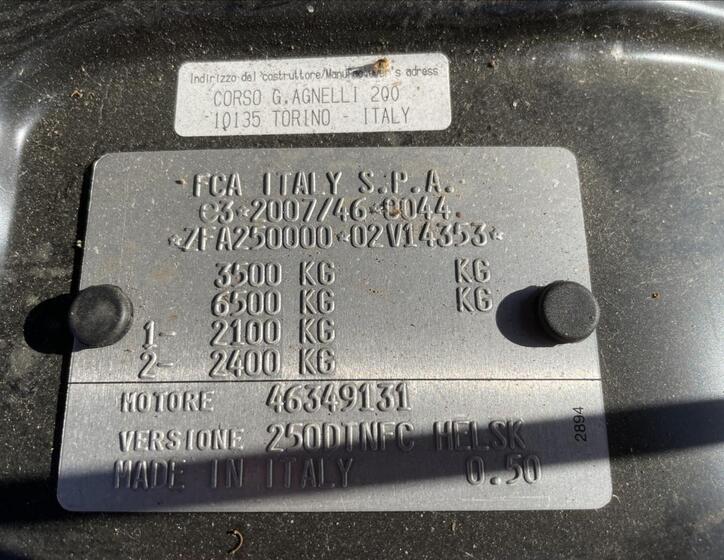 Indirizzo del costruttore/Manufacturer's adress
CORSO G.AGNELLI 200
10135 TORINO - ITALY
FCA ITALY S.P.A.
e3*2007/46*0044
*ZFA250000*02V14353*
3500 KG KG
6500 KG KG
1- 2100 KG
2- 2400 KG
MOTORE 46349131
VERSIONE 250DTNFC HELSK
MADE IN ITALY 0.50
2894